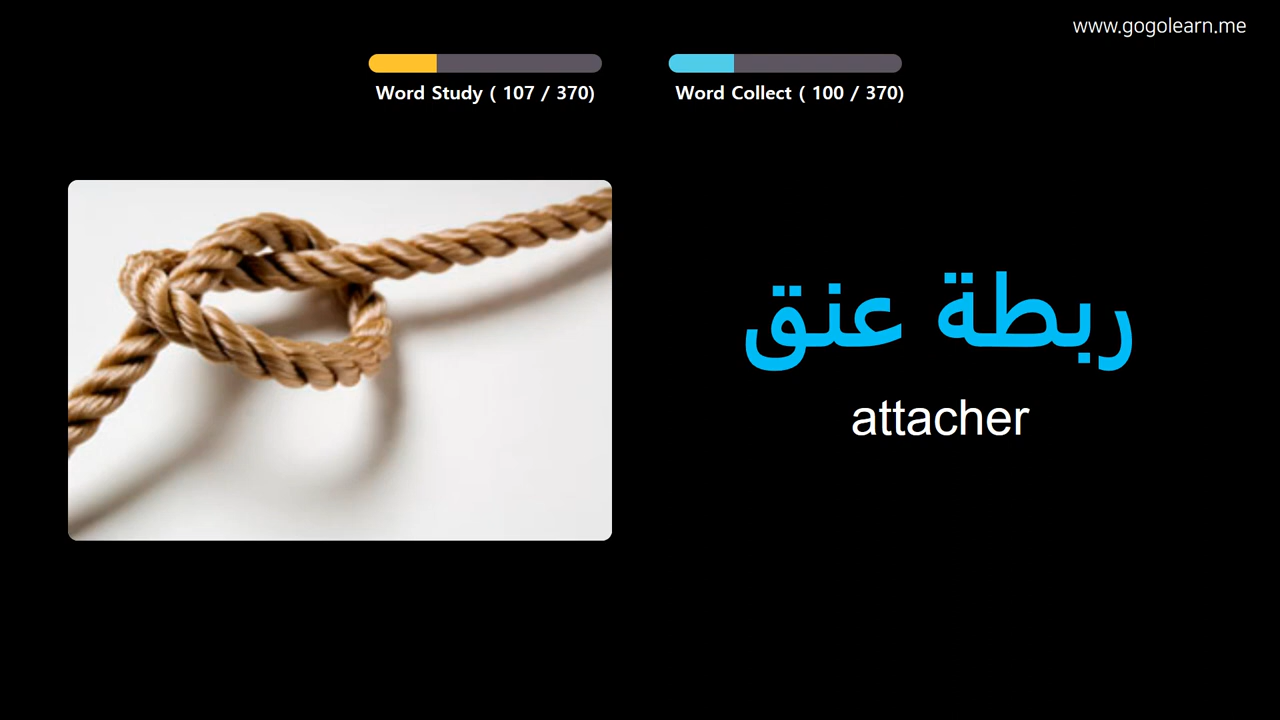 www.gogolearn.me
Word Study ( 107 / 370)
Word Collect ( 100 / 370)
ربطة عنق
attacher